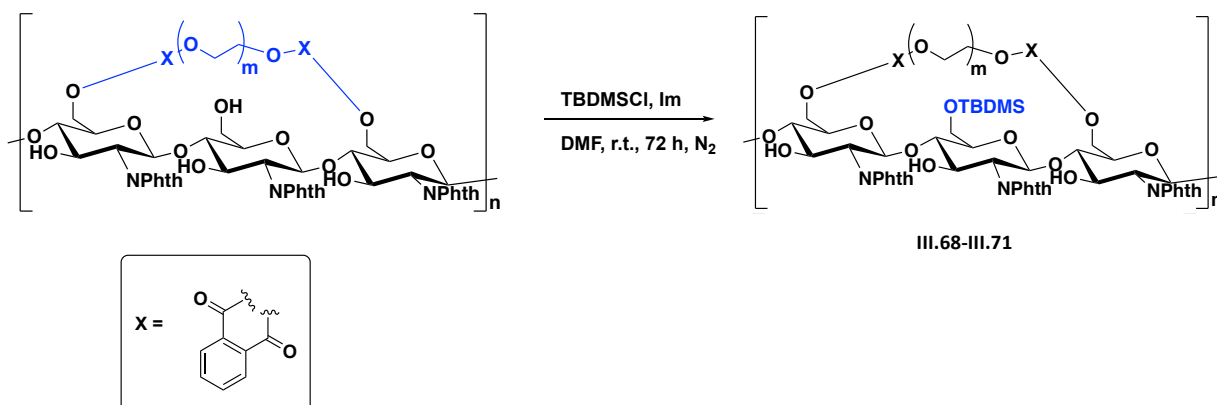 X O O X m
O O
OH
O O O O
HO HO HO
NPhth NPhth NPhth n
TBDMSCl, Im
DMF, r.t., 72 h, N2
X O O X m
O O
OTBDMS
O O O O
HO HO HO
NPhth NPhth NPhth n
III.68-III.71
X = O O